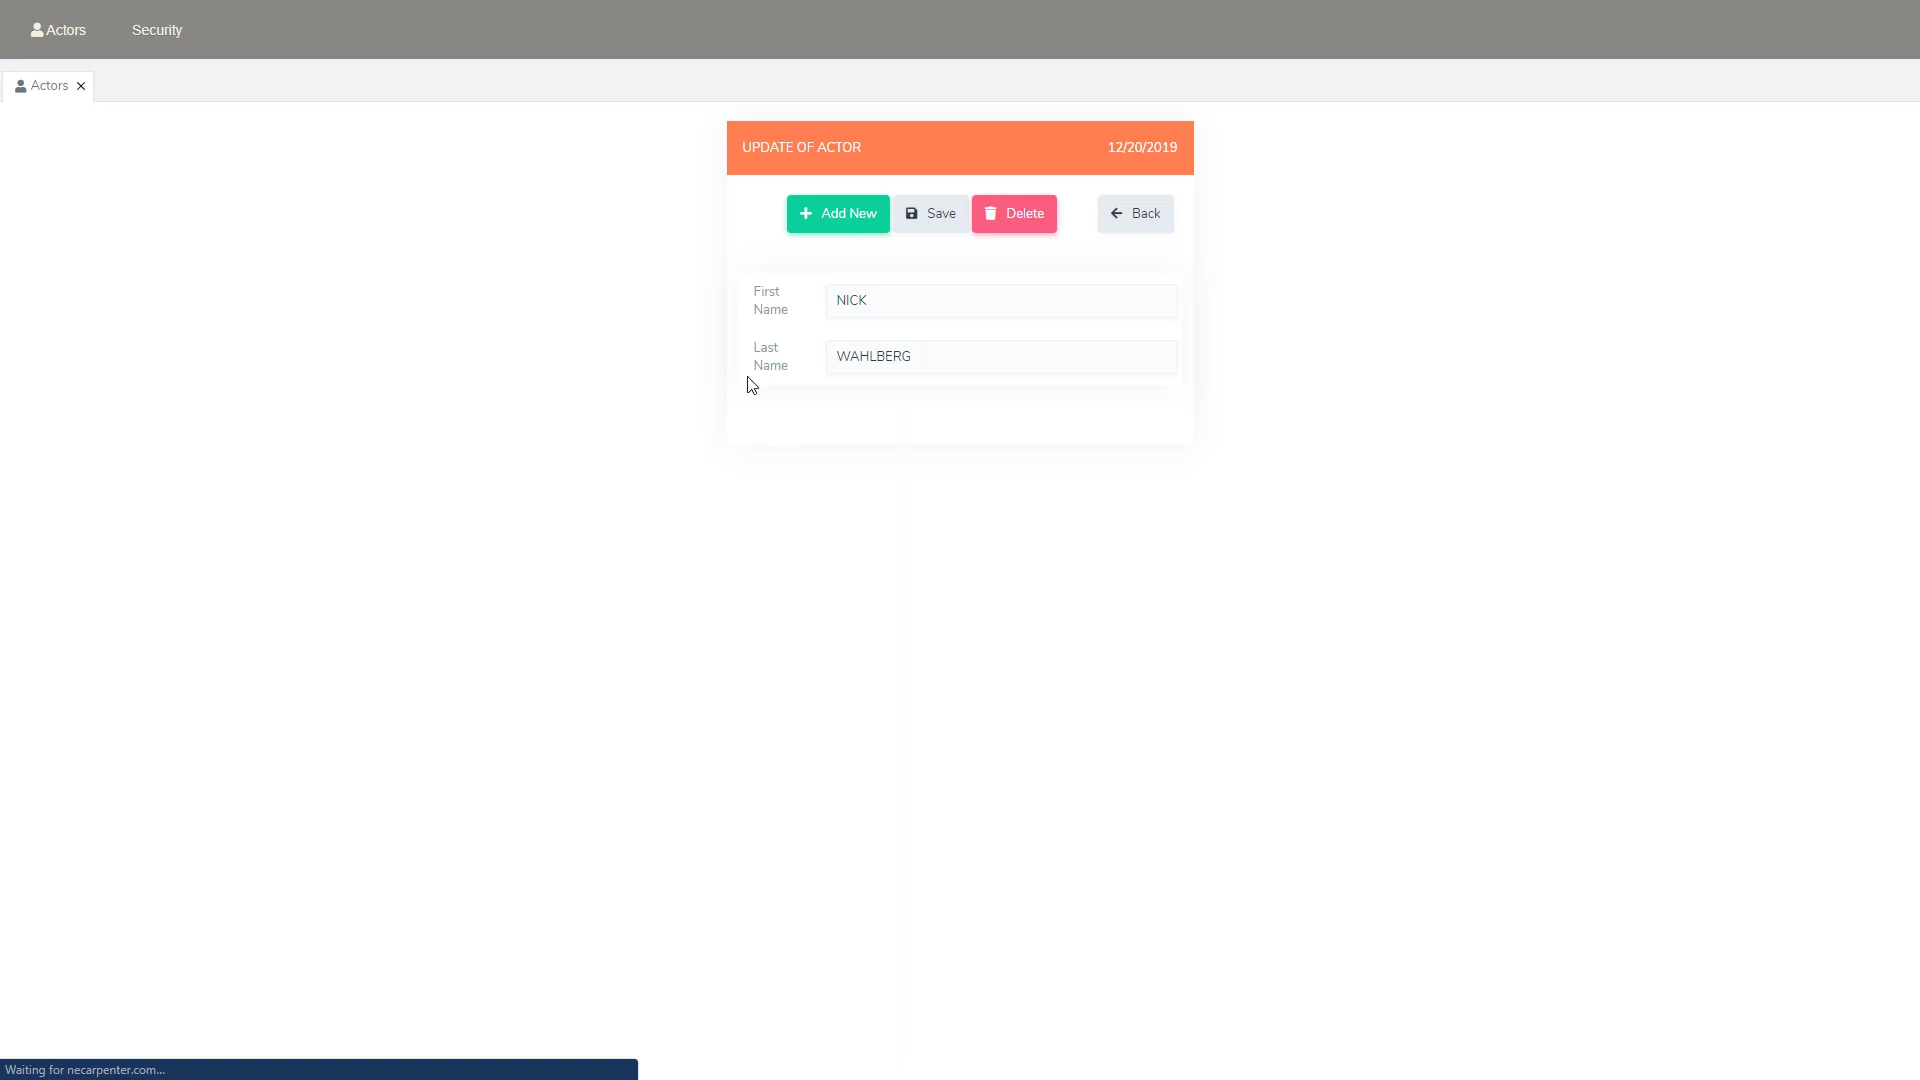 Actors Security
Actors
UPDATE OF ACTOR 12/20/2019
Add New Save Delete Back
First
Name
NICK
Last
Name
WAHLBERG
Waiting for necarpenter.com...